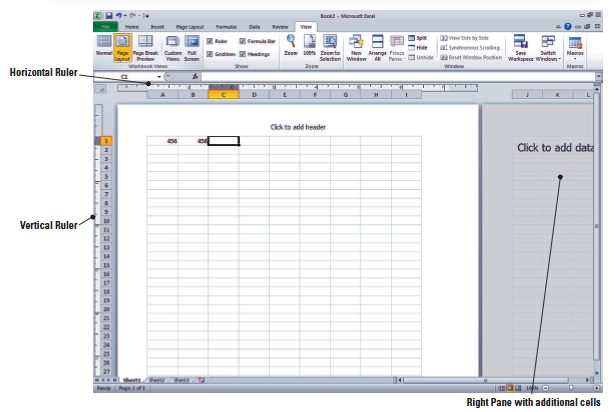 Book2 - Microsoft Excel
File Home Insert Page Layout Formulas Data Review View
Normal Page Layout Page Break Preview Custom Views Full Screen
Workbook Views
Ruler Formula Bar
Gridlines Headings
Show
Zoom 100% Zoom to Selection
Zoom
New Window Arrange All Freeze Panes
Split
Hide
Unhide
View Side by Side
Synchronous Scrolling
Reset Window Position
Window
Save Workspace Switch Windows
Macros
Macros
C1 fx
Horizontal Ruler
A B C D E F G H I J K L
Click to add header
1 456 456
Click to add data
2
3
4
5
6
7
8
9
10
Vertical Ruler
11
12
13
14
15
16
17
18
19
20
21
22
23
24
25
26
27
Sheet1 Sheet2 Sheet3
Ready Page: 1 of 1 100%
Right Pane with additional cells